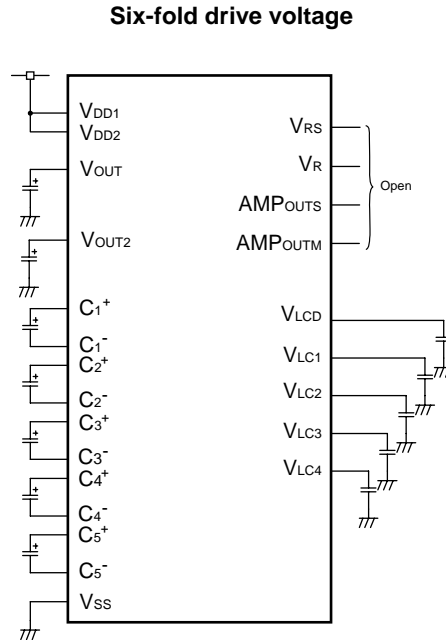 Six-fold drive voltage
VDD1
VDD2
VOUT
VOUT2
C1+
C1-
C2+
C2-
C3+
C3-
C4+
C4-
C5+
C5-
VSS
VRS
VR
AMPOUTS
AMPOUTM
Open
VLCD
VLC1
VLC2
VLC3
VLC4